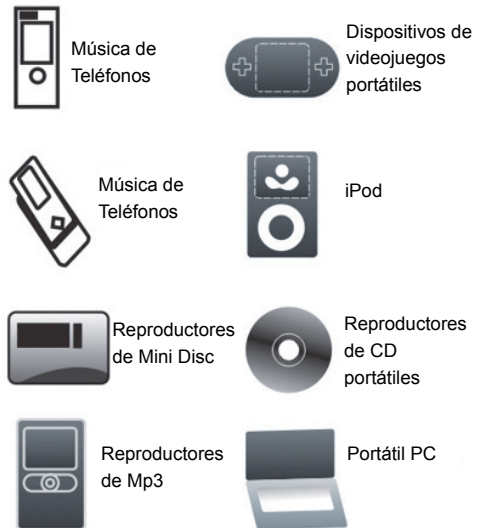 Música de
Teléfonos
Dispositivos de
videojuegos
portátiles
Música de
Teléfonos
iPod
Reproductores
de Mini Disc
Reproductores
de CD
portátiles
Reproductores
de Mp3
Portátil PC